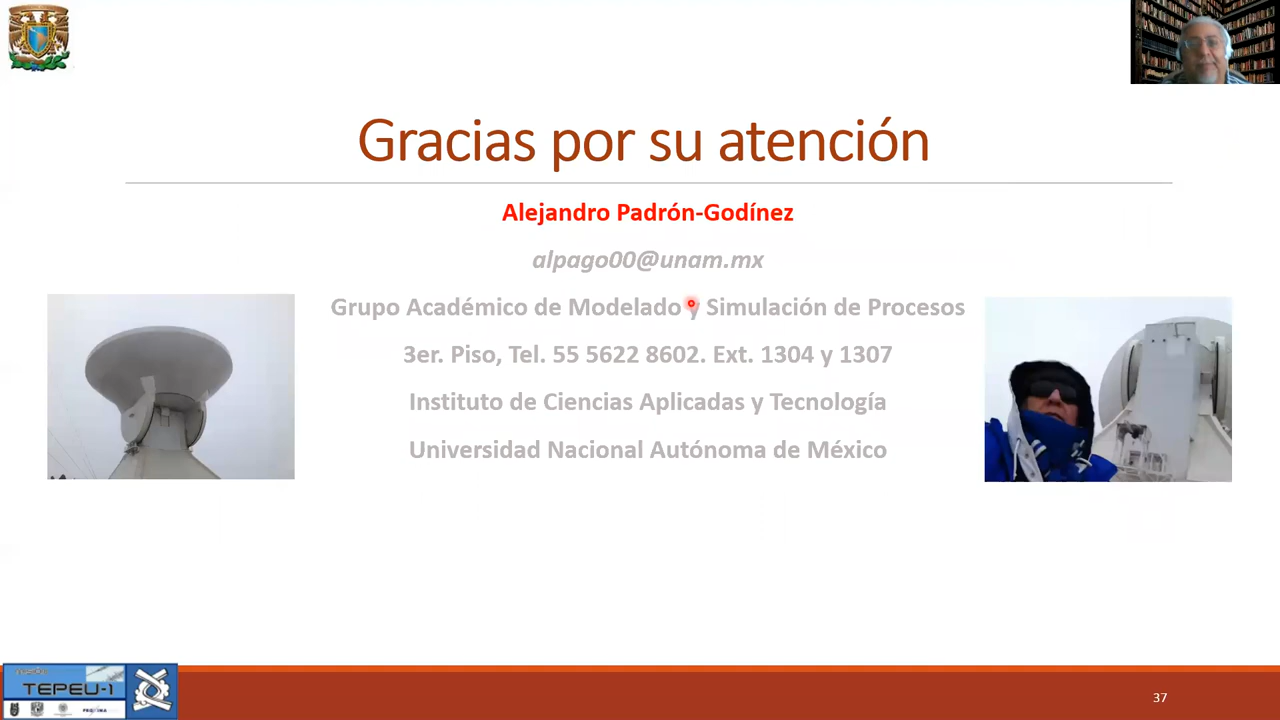 Gracias por su atención
Alejandro Padrón-Godínez
alpago00@unam.mx
Grupo Académico de Modelado y Simulación de Procesos
3er. Piso, Tel. 55 5622 8602. Ext. 1304 y 1307
Instituto de Ciencias Aplicadas y Tecnología
Universidad Nacional Autónoma de México
TEPEU-1
37